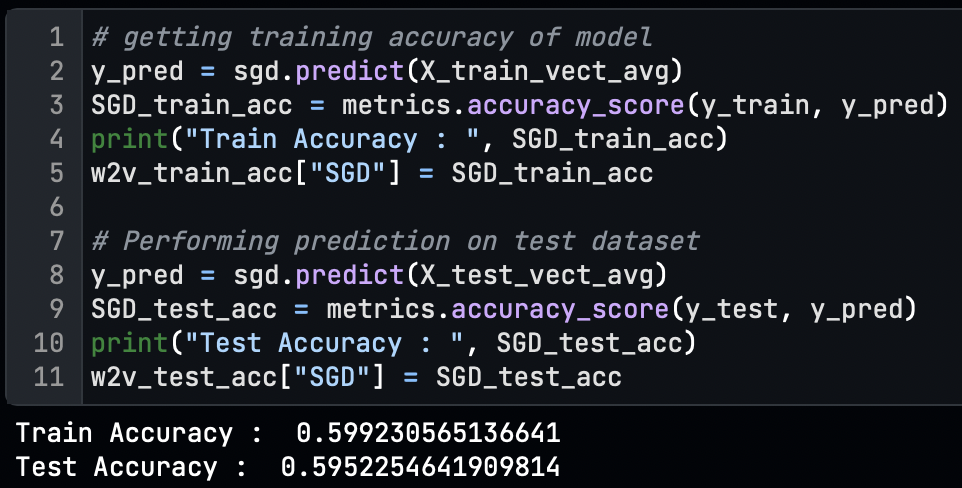 1 # getting training accuracy of model
2 y_pred = sgd.predict(X_train_vect_avg)
3 SGD_train_acc = metrics.accuracy_score(y_train, y_pred)
4 print("Train Accuracy : ", SGD_train_acc)
5 w2v_train_acc["SGD"] = SGD_train_acc
6
7 # Performing prediction on test dataset
8 y_pred = sgd.predict(X_test_vect_avg)
9 SGD_test_acc = metrics.accuracy_score(y_test, y_pred)
10 print("Test Accuracy : ", SGD_test_acc)
11 w2v_test_acc["SGD"] = SGD_test_acc
Train Accuracy :  0.599230565136641
Test Accuracy :  0.5952254641909814